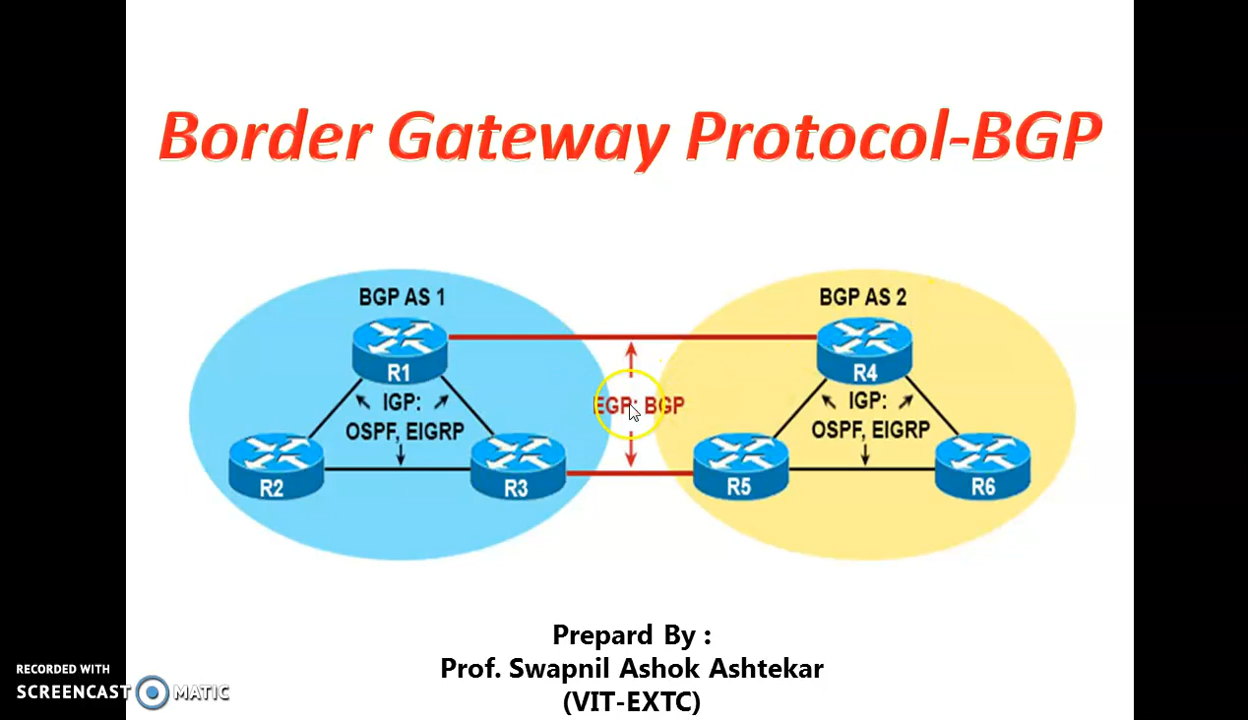 Border Gateway Protocol-BGP
BGP AS 1
BGP AS 2
R1
R4
IGP:
OSPF, EIGRP
EGP: BGP
IGP:
OSPF, EIGRP
R2
R3
R5
R6
Prepard By :
Prof. Swapnil Ashok Ashtekar
(VIT-EXTC)
RECORDED WITH
SCREENCAST MATIC